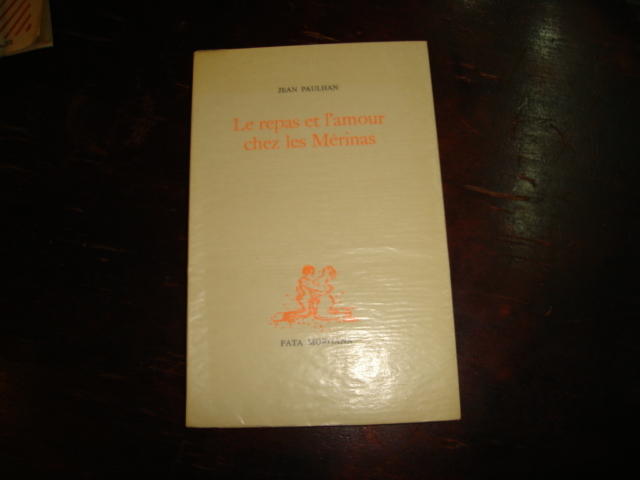 JEAN PAULHAN
Le repas et l'amour
chez les Mérinas
FATA MORGANA